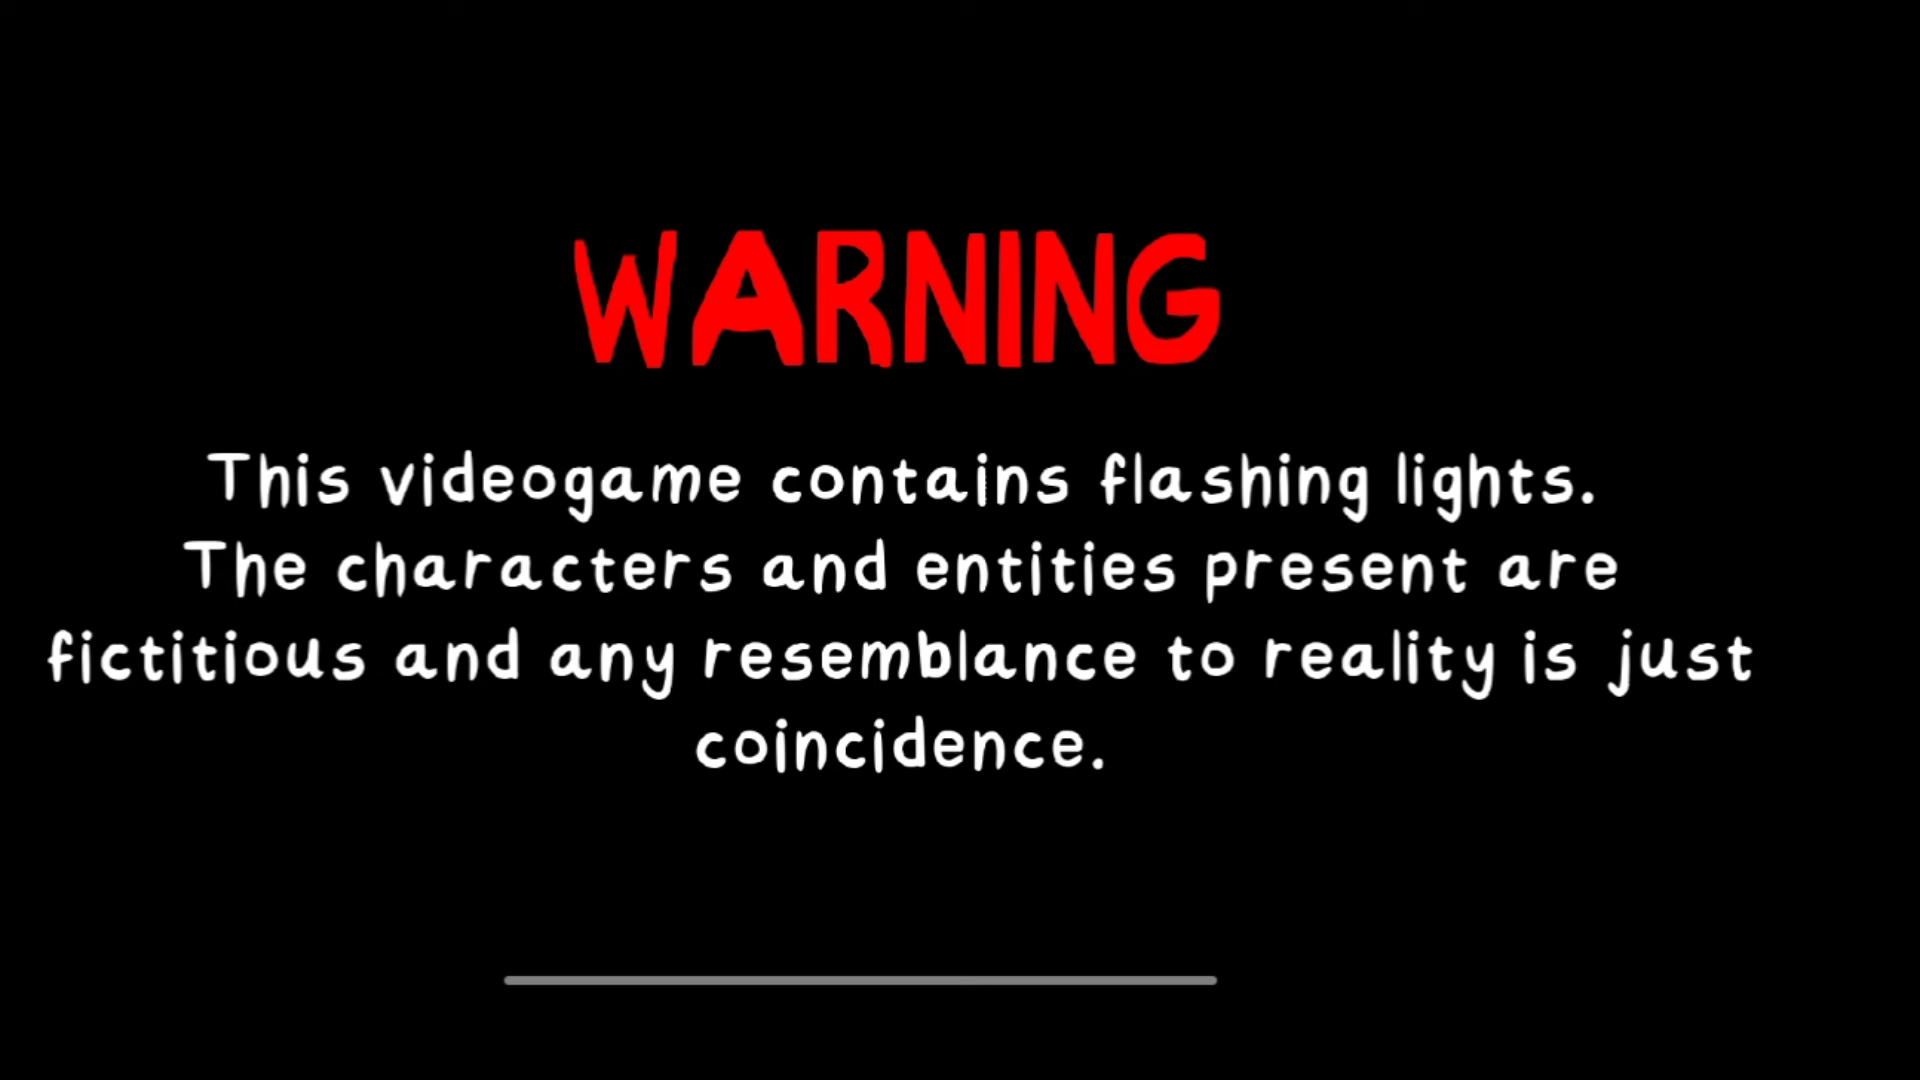 WARNING
This videogame contains flashing lights.
The characters and entities present are
fictitious and any resemblance to reality is just
coincidence.